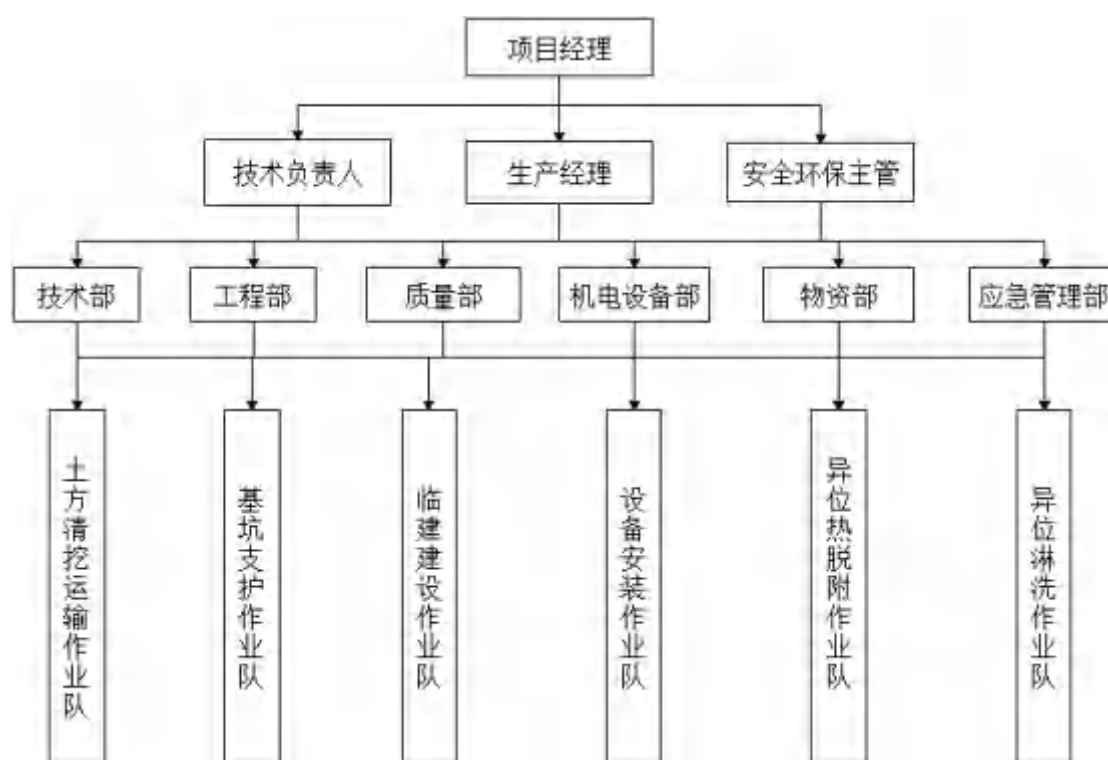 项目经理
技术负责人
生产经理
安全环保主管
技术部
工程部
质量部
机电设备部
物资部
应急管理部
土方清挖运输作业队
基坑支护作业队
临建建设作业队
设备安装作业队
异位热脱附作业队
异位淋洗作业队